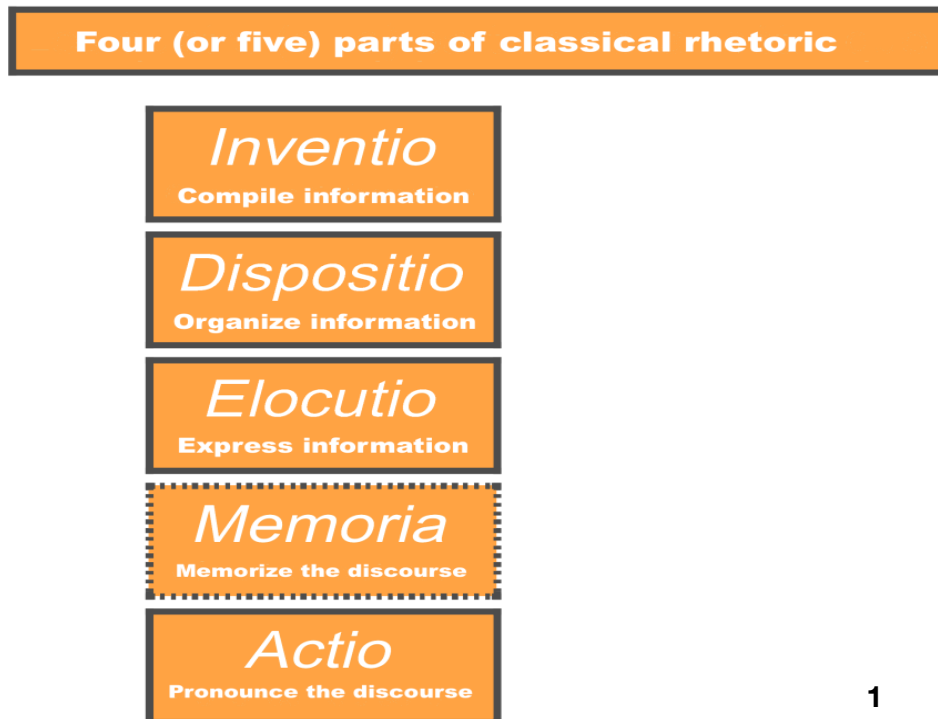 Four (or five) parts of classical rhetoric
Inventio
Compile information
Dispositio
Organize information
Elocutio
Express information
Memoria
Memorize the discourse
Actio
Pronounce the discourse
1